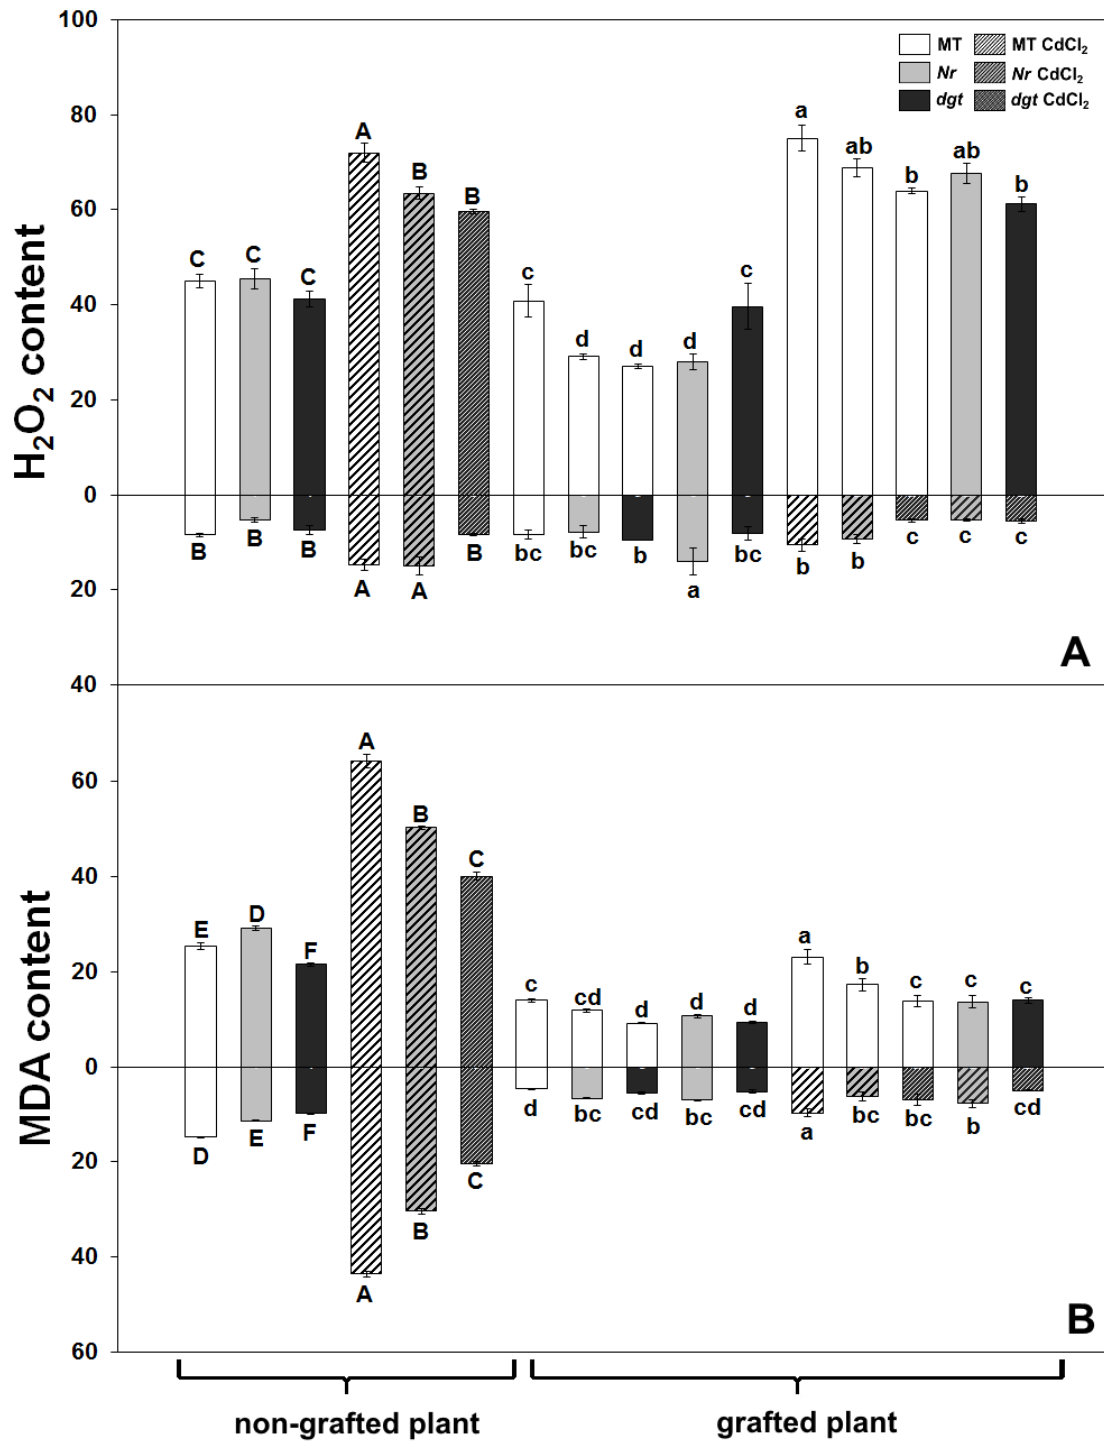 100
80
60
40
20
0
20
40
H₂O₂ content
MT
MT CdCl₂
Nr
Nr CdCl₂
dgt
dgt CdCl₂
C C C A B B c d d d c a ab b ab b
B B B A A B bc bc b a bc b b c c c
A
60
40
20
0
20
40
60
MDA content
E D F A B C c cd d d d a b c c c
D E F A B C d bc cd bc cd a bc bc b cd
B
non-grafted plant
grafted plant